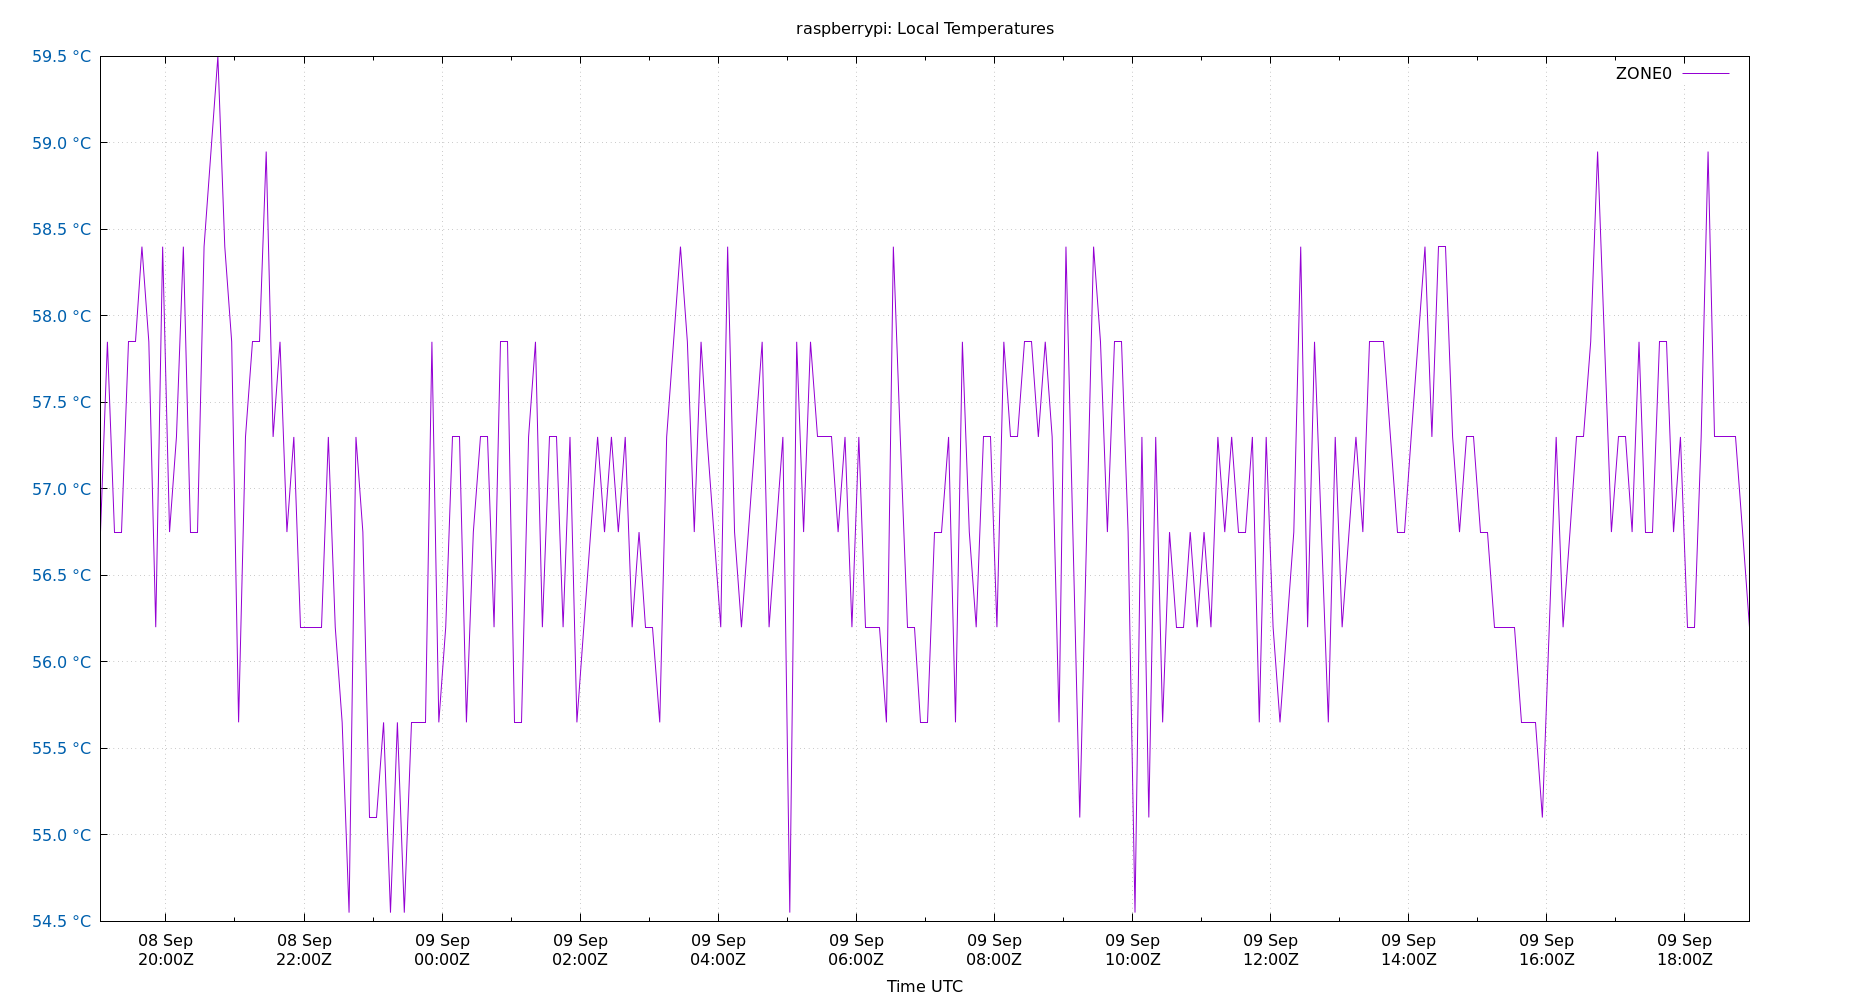 raspberrypi: Local Temperatures
59.5 °C
59.0 °C
58.5 °C
58.0 °C
57.5 °C
57.0 °C
56.5 °C
56.0 °C
55.5 °C
55.0 °C
54.5 °C
ZONE0
08 Sep 08 Sep 09 Sep 09 Sep 09 Sep 09 Sep 09 Sep 09 Sep 09 Sep 09 Sep 09 Sep 09 Sep
20:00Z 22:00Z 00:00Z 02:00Z 04:00Z 06:00Z 08:00Z 10:00Z 12:00Z 14:00Z 16:00Z 18:00Z
Time UTC